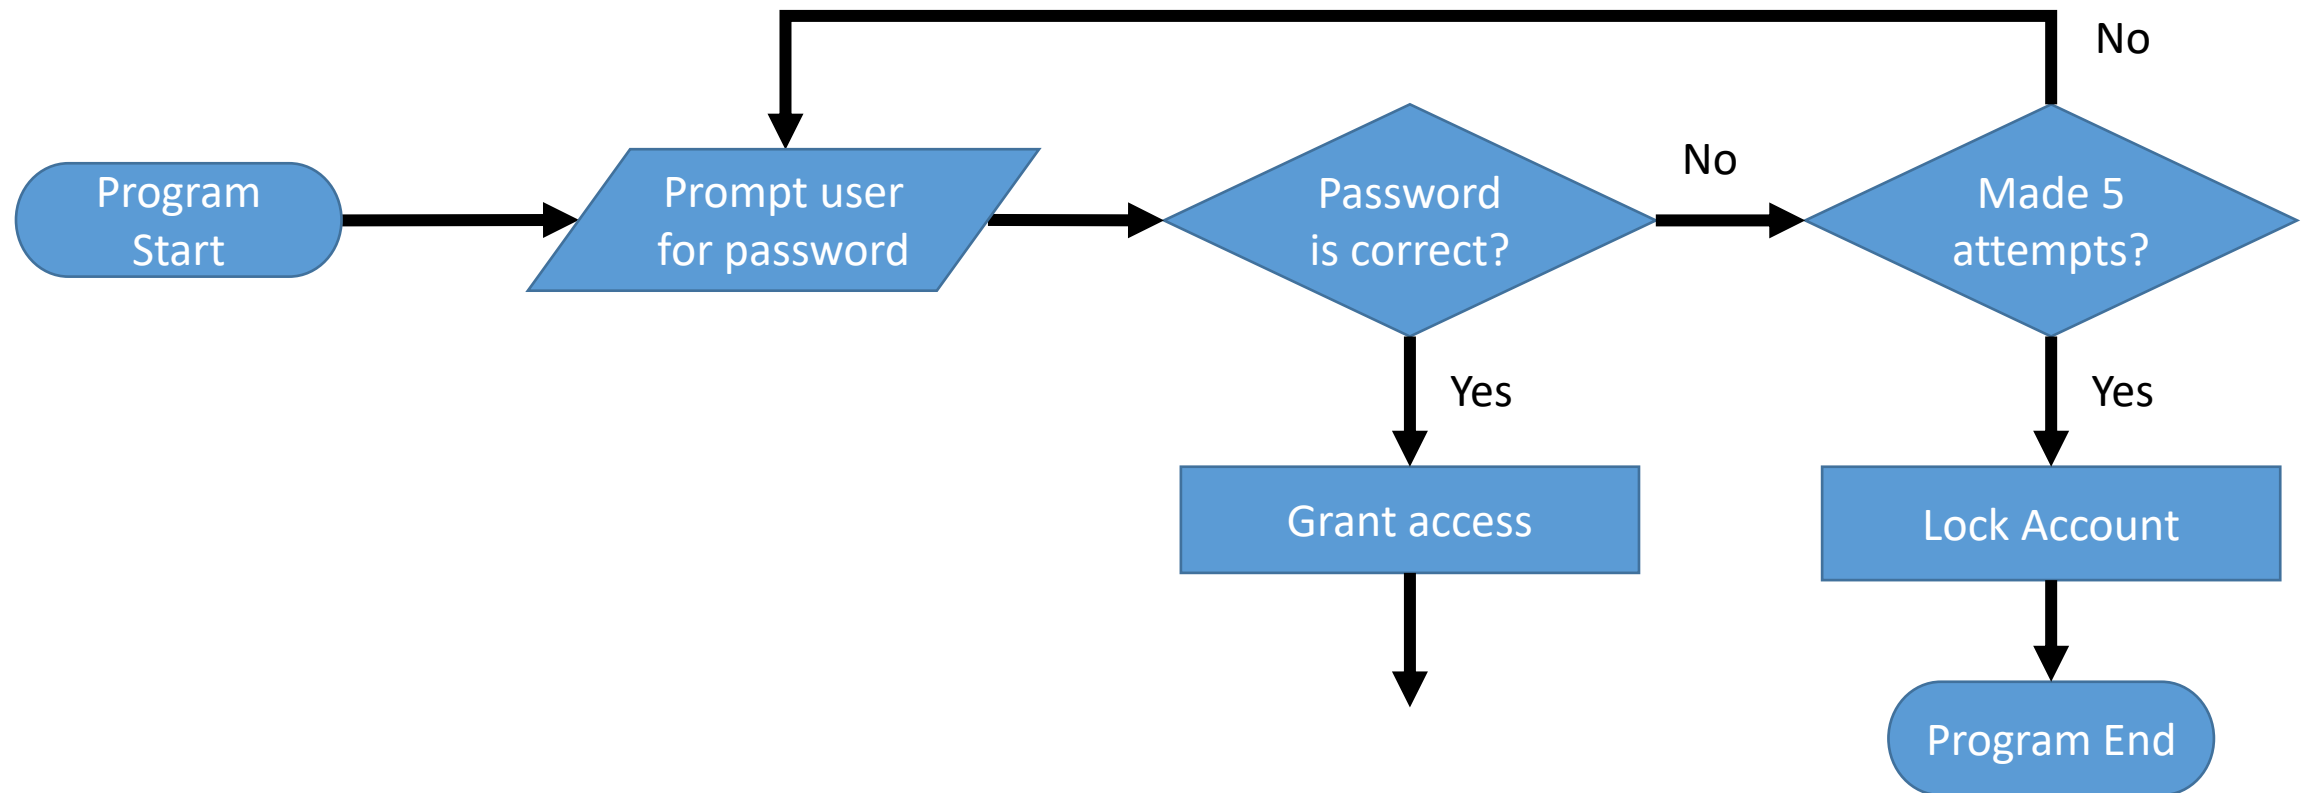 No
Program
Start
Prompt user
for password
Password
is correct?
No
Made 5
attempts?
Yes
Yes
Grant access
Lock Account
Program End